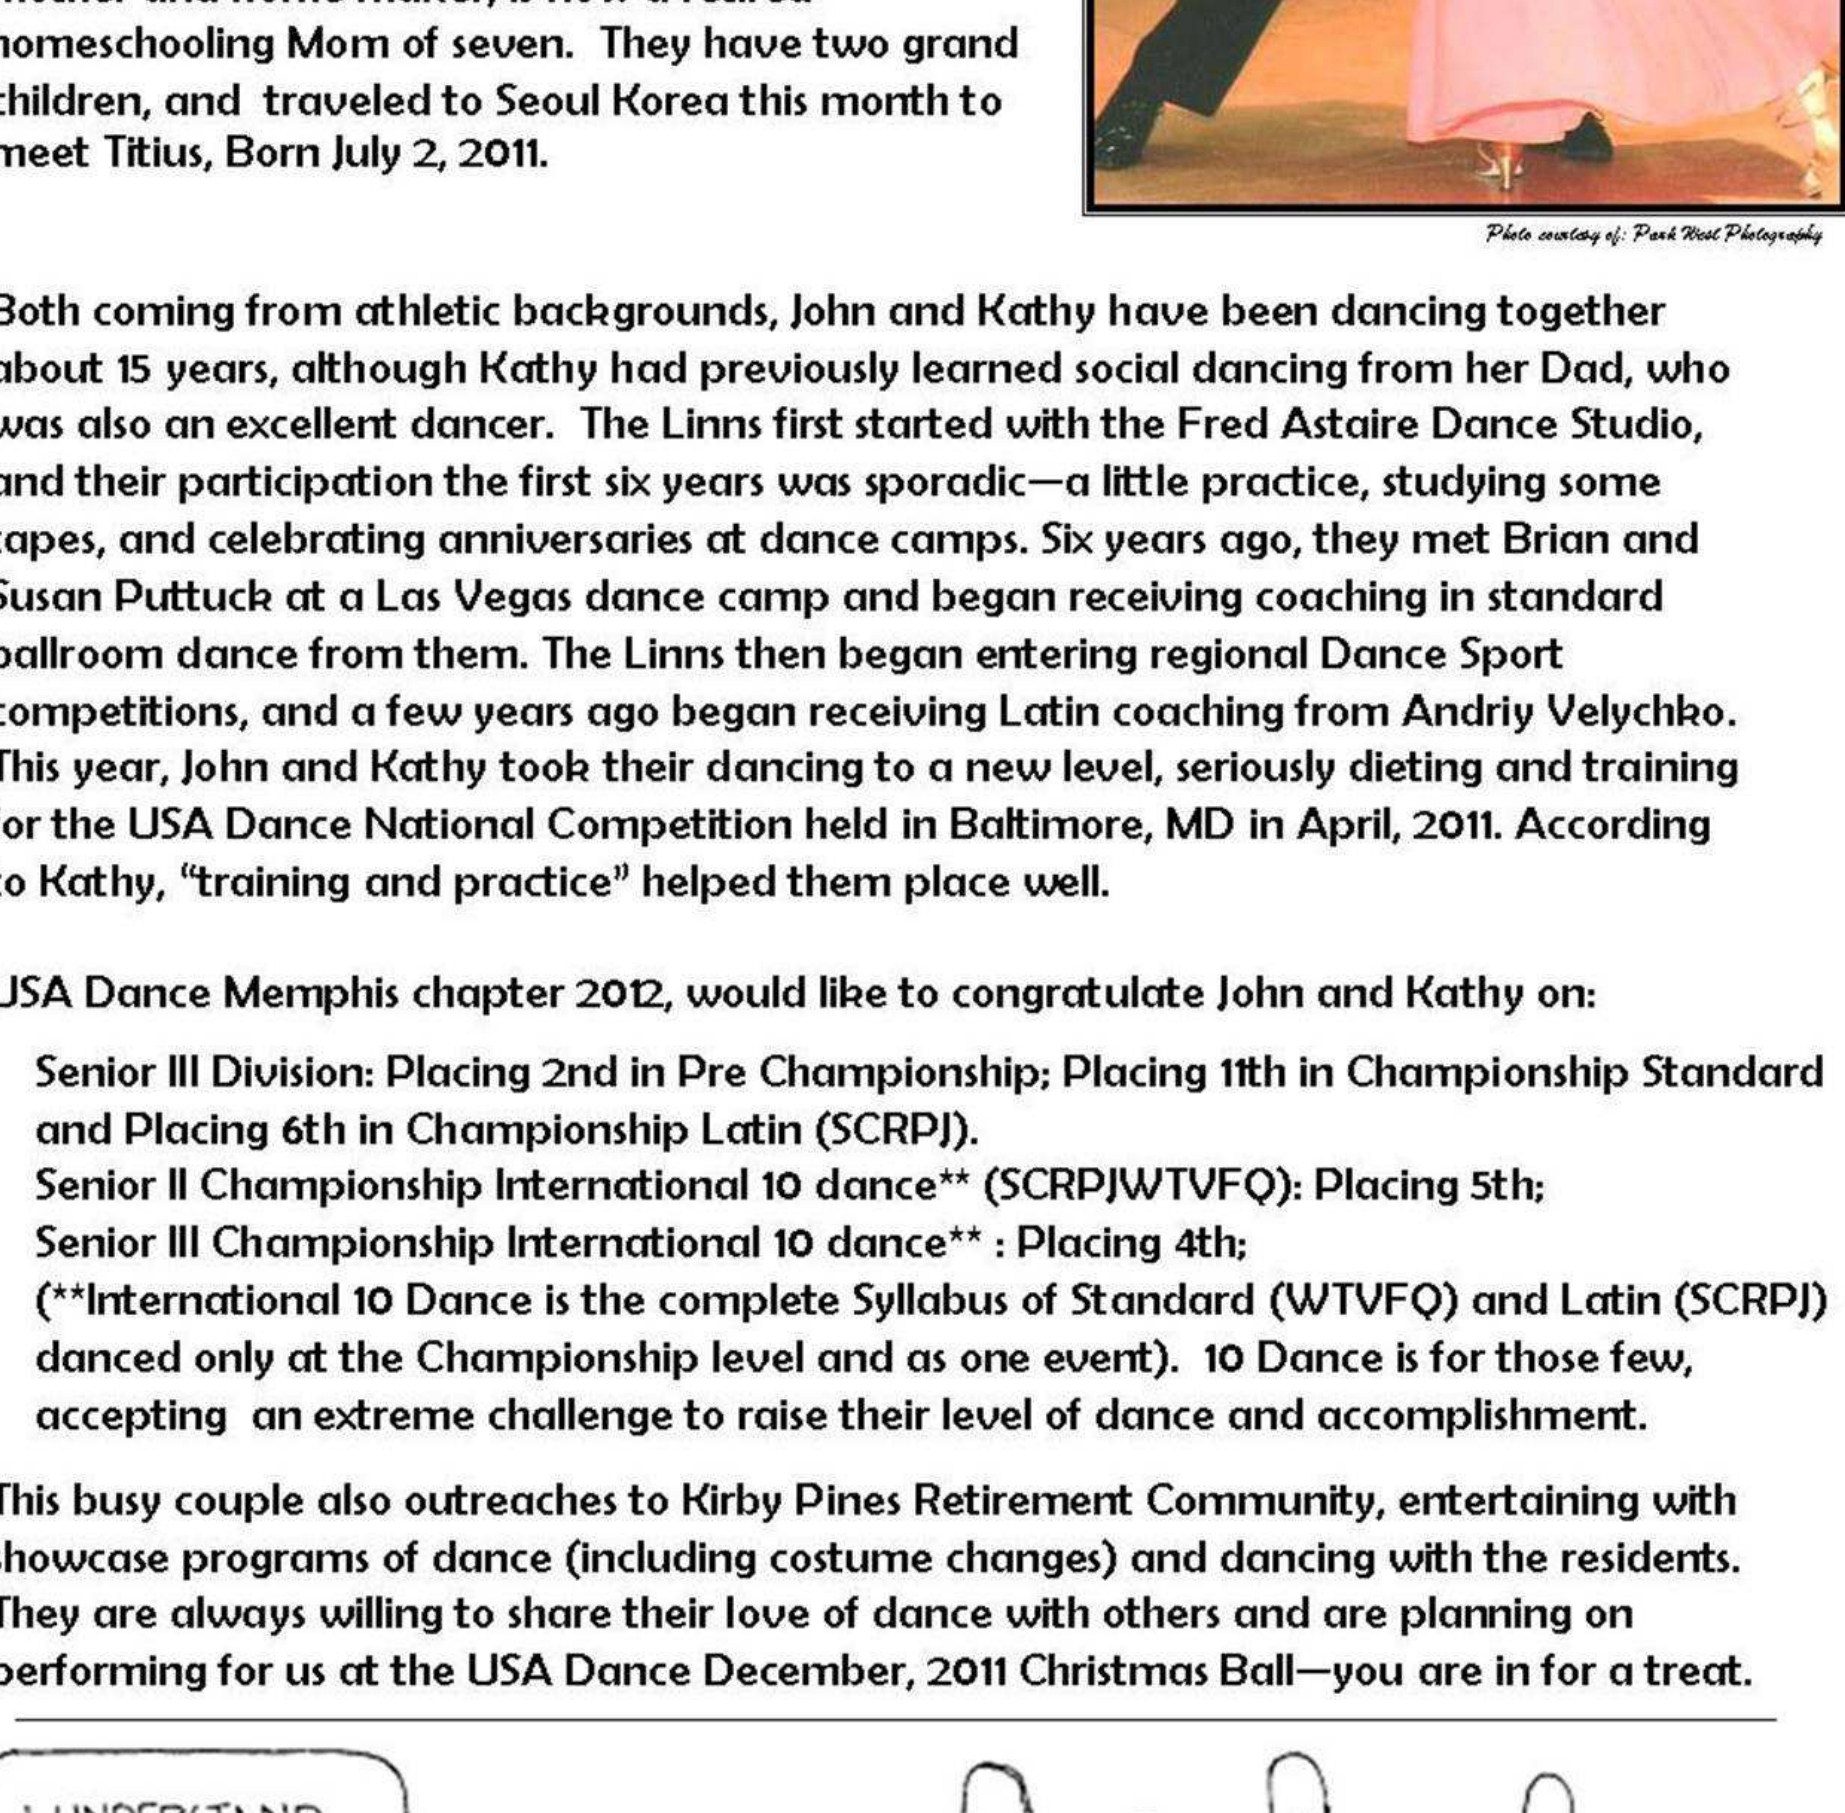 homeschooling Mom of seven. They have two grand
children, and traveled to Seoul Korea this month to
meet Titius, Born July 2, 2011.
Photo courtesy of: Park West Photography
Both coming from athletic backgrounds, John and Kathy have been dancing together
about 15 years, although Kathy had previously learned social dancing from her Dad, who
was also an excellent dancer. The Linns first started with the Fred Astaire Dance Studio,
and their participation the first six years was sporadic—a little practice, studying some
tapes, and celebrating anniversaries at dance camps. Six years ago, they met Brian and
Susan Puttuck at a Las Vegas dance camp and began receiving coaching in standard
ballroom dance from them. The Linns then began entering regional Dance Sport
competitions, and a few years ago began receiving Latin coaching from Andriy Velychko.
This year, John and Kathy took their dancing to a new level, seriously dieting and training
for the USA Dance National Competition held in Baltimore, MD in April, 2011. According
to Kathy, “training and practice” helped them place well.
USA Dance Memphis chapter 2012, would like to congratulate John and Kathy on:
Senior III Division: Placing 2nd in Pre Championship; Placing 11th in Championship Standard
and Placing 6th in Championship Latin (SCRPJ).
Senior II Championship International 10 dance** (SCRPJWTVFQ): Placing 5th;
Senior III Championship International 10 dance** : Placing 4th;
(**International 10 Dance is the complete Syllabus of Standard (WTVFQ) and Latin (SCRPJ)
danced only at the Championship level and as one event). 10 Dance is for those few,
accepting an extreme challenge to raise their level of dance and accomplishment.
This busy couple also outreaches to Kirby Pines Retirement Community, entertaining with
showcase programs of dance (including costume changes) and dancing with the residents.
They are always willing to share their love of dance with others and are planning on
performing for us at the USA Dance December, 2011 Christmas Ball—you are in for a treat.
I UNDERSTAND